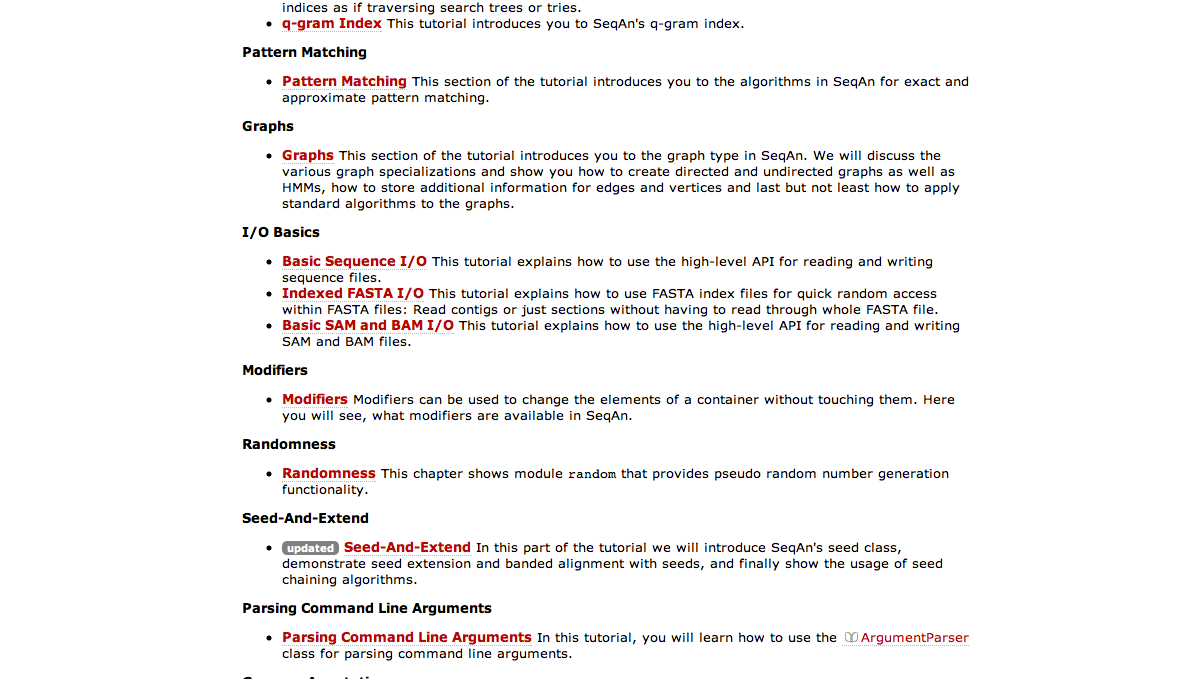 indices as if traversing search trees or tries.
q-gram Index This tutorial introduces you to SeqAn's q-gram index.
Pattern Matching
Pattern Matching This section of the tutorial introduces you to the algorithms in SeqAn for exact and
approximate pattern matching.
Graphs
Graphs This section of the tutorial introduces you to the graph type in SeqAn. We will discuss the
various graph specializations and show you how to create directed and undirected graphs as well as
HMMs, how to store additional information for edges and vertices and last but not least how to apply
standard algorithms to the graphs.
I/O Basics
Basic Sequence I/O This tutorial explains how to use the high-level API for reading and writing
sequence files.
Indexed FASTA I/O This tutorial explains how to use FASTA index files for quick random access
within FASTA files: Read contigs or just sections without having to read through whole FASTA file.
Basic SAM and BAM I/O This tutorial explains how to use the high-level API for reading and writing
SAM and BAM files.
Modifiers
Modifiers Modifiers can be used to change the elements of a container without touching them. Here
you will see, what modifiers are available in SeqAn.
Randomness
Randomness This chapter shows module random that provides pseudo random number generation
functionality.
Seed-And-Extend
updated Seed-And-Extend In this part of the tutorial we will introduce SeqAn's seed class,
demonstrate seed extension and banded alignment with seeds, and finally show the usage of seed
chaining algorithms.
Parsing Command Line Arguments
Parsing Command Line Arguments In this tutorial, you will learn how to use the ArgumentParser
class for parsing command line arguments.